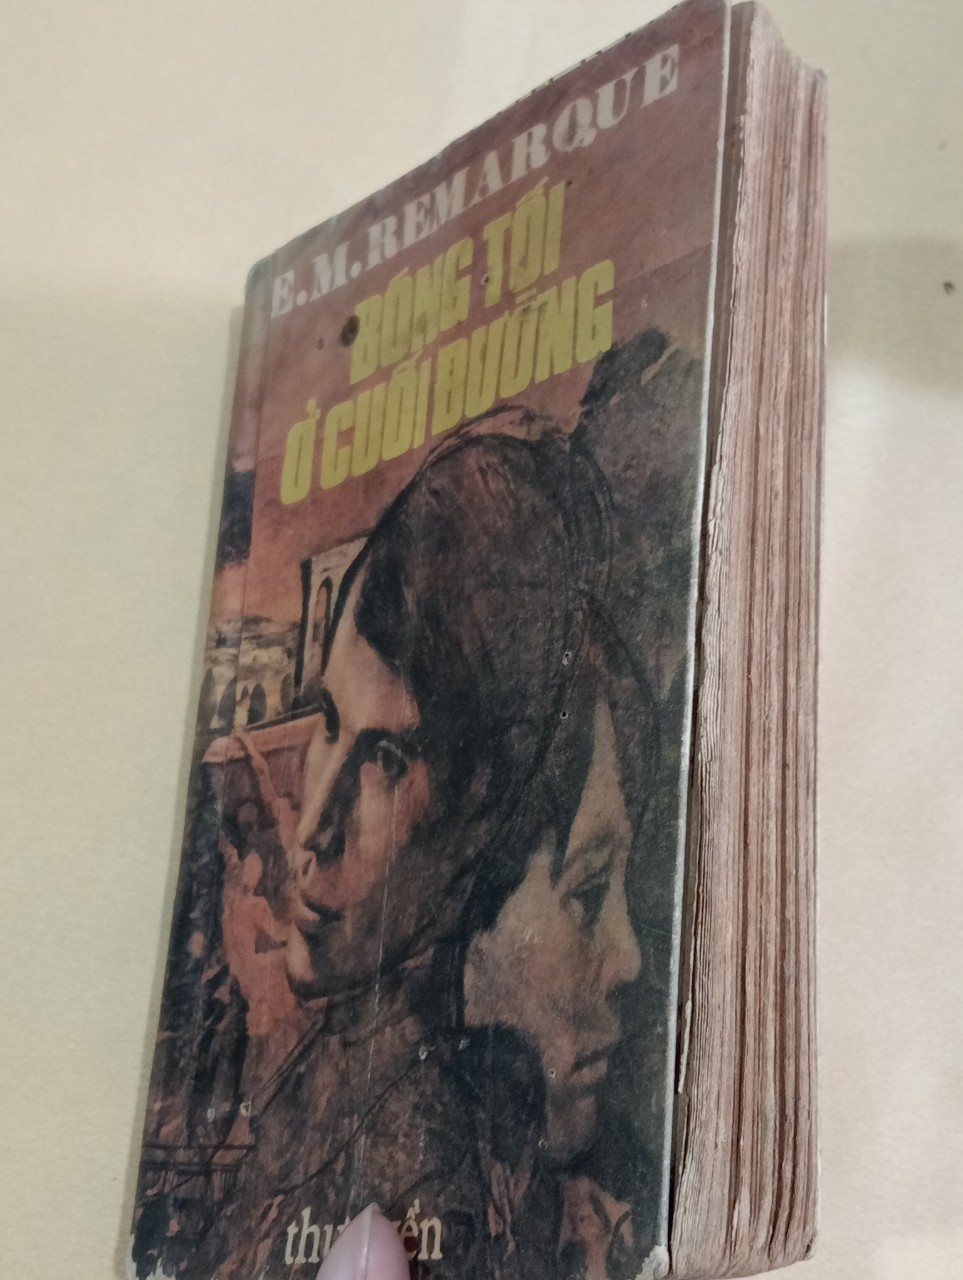 E.M.REMARQUE
BÓNG TỐI
Ở CUỐI ĐƯỜNG